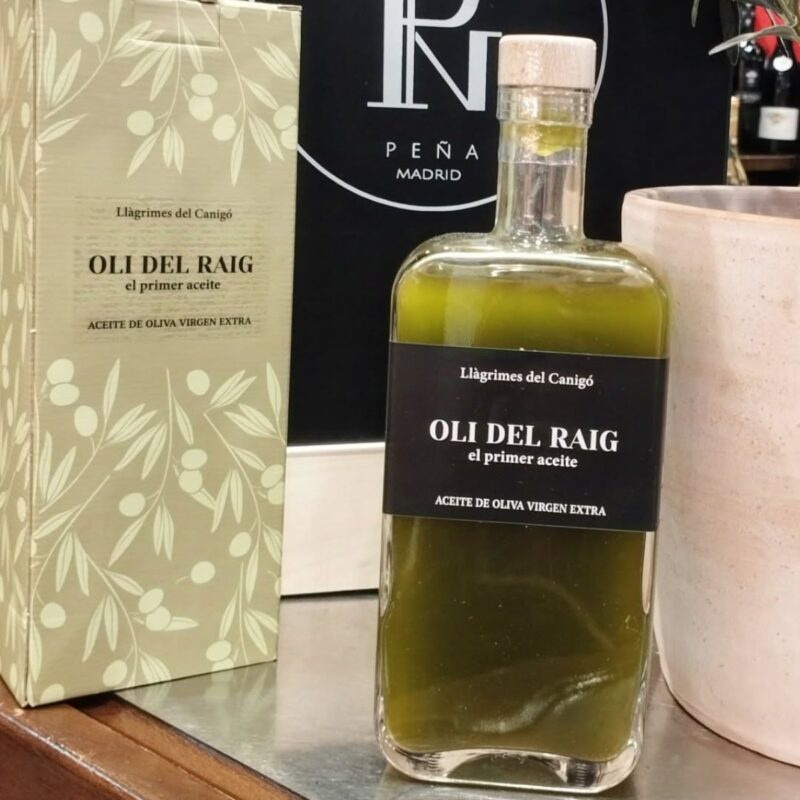 PN
PEÑA
MADRID
Llàgrimes del Canigó
OLI DEL RAIG
el primer aceite
ACEITE DE OLIVA VIRGEN EXTRA
Llàgrimes del Canigó
OLI DEL RAIG
el primer aceite
ACEITE DE OLIVA VIRGEN EXTRA